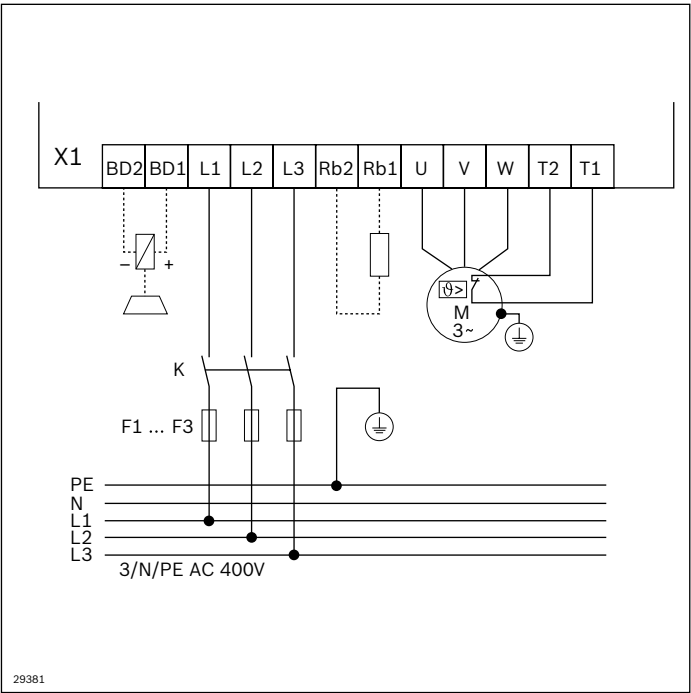 X1
BD2 BD1 L1 L2 L3 Rb2 Rb1 U V W T2 T1
– +
ϑ>
M
3~
K
F1 ... F3
PE
N
L1
L2
L3
3/N/PE AC 400V
29381